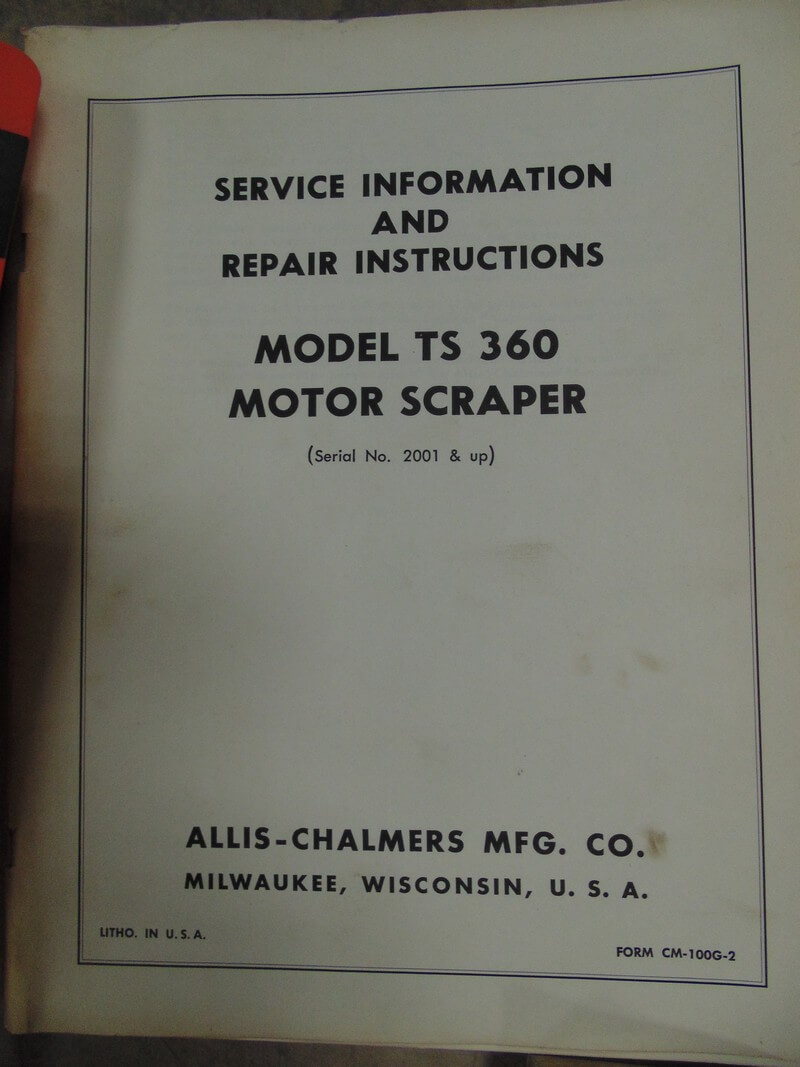 SERVICE INFORMATION
AND
REPAIR INSTRUCTIONS
MODEL TS 360
MOTOR SCRAPER
(Serial No. 2001 & up)
ALLIS-CHALMERS MFG. CO.
MILWAUKEE, WISCONSIN, U. S. A.
LITHO. IN U. S. A.
FORM CM-100G-2